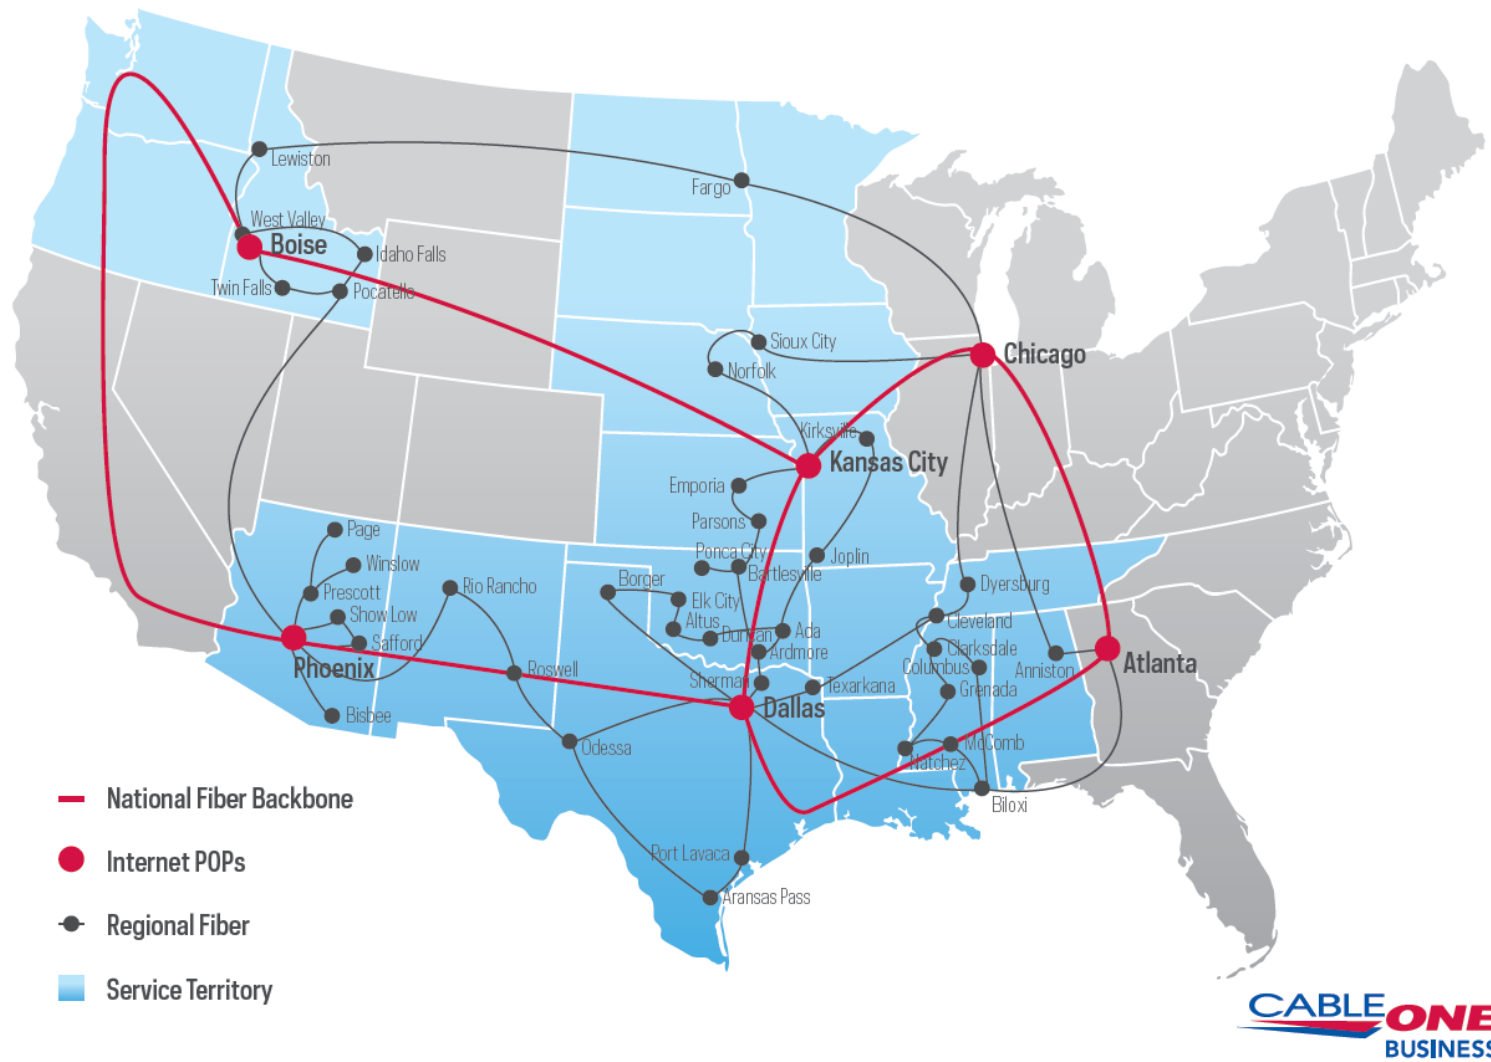 Lewiston
Fargo
West Valley
Boise
Idaho Falls
Twin Falls
Pocatello
Sioux City
Chicago
Norfolk
Kirksville
Kansas City
Emporia
Parsons
Page
Ponca City
Joplin
Winslow
Bartlesville
Borger
Rio Rancho
Dyersburg
Prescott
Elk City
Show Low
Altus
Cleveland
Duncan
Ada
Safford
Clarksdale
Ardmore
Columbus
Phoenix
Roswell
Anniston
Atlanta
Sherman
Texarkana
Grenada
Dallas
Bisbee
Odessa
McComb
Natchez
Biloxi
Port Lavaca
Aransas Pass
National Fiber Backbone
Internet POPs
Regional Fiber
Service Territory
CABLE ONE
BUSINESS